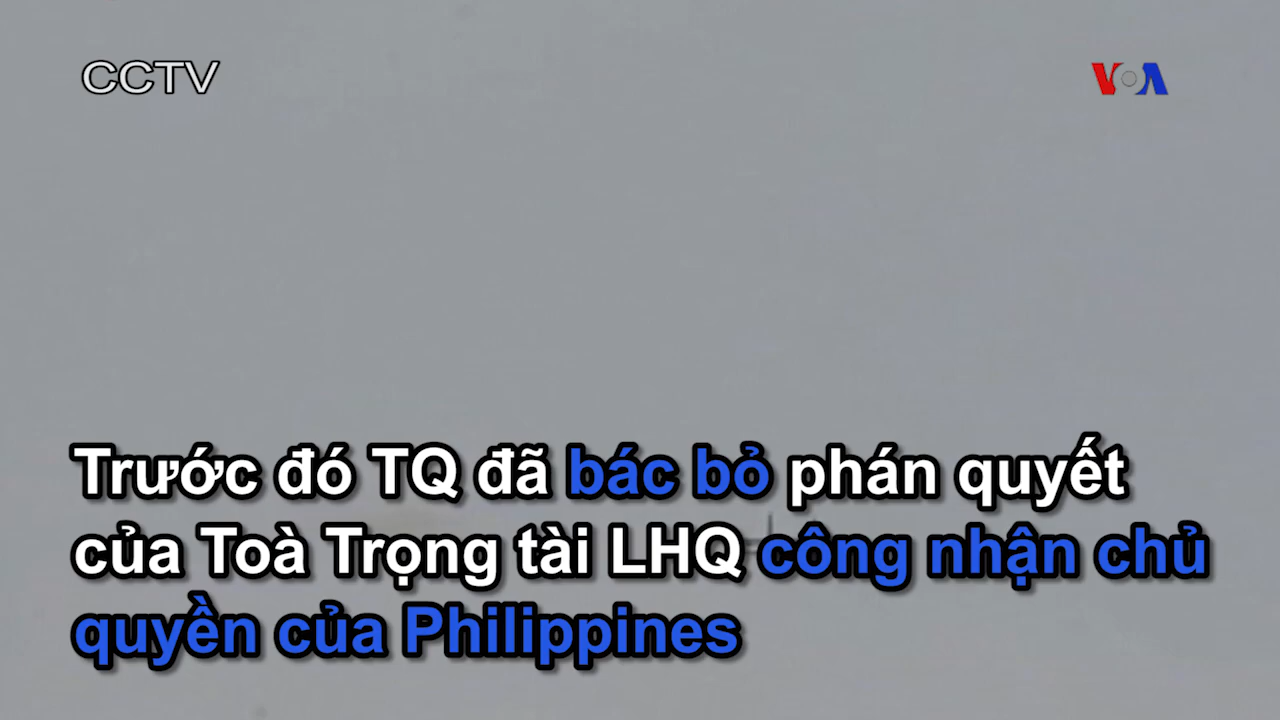 CCTV
VOA
Trước đó TQ đã bác bỏ phán quyết
của Toà Trọng tài LHQ công nhận chủ
quyền của Philippines